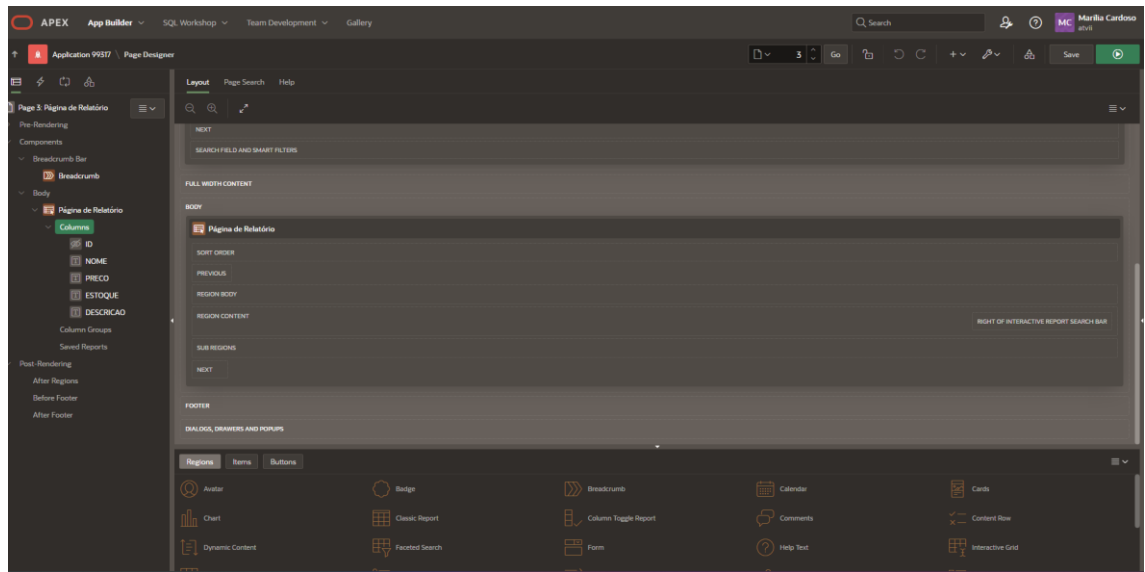 APEX App Builder SQL Workshop Team Development Gallery Search MC Marilia Cardoso
atvii
Application 99317 \ Page Designer 3 Go Save
Layout Page Search Help
Page 3: Página de Relatório
Pre-Rendering
Components
Breadcrumb Bar
Breadcrumb
Body
Página de Relatório
Columns
ID
NOME
PRECO
ESTOQUE
DESCRICAO
Column Groups
Saved Reports
Post-Rendering
After Regions
Before Footer
After Footer
NEXT
SEARCH FIELD AND SMART FILTERS
FULL WIDTH CONTENT
BODY
Página de Relatório
SORT ORDER
PREVIOUS
REGION BODY
REGION CONTENT
RIGHT OF INTERACTIVE REPORT SEARCH BAR
SUB REGIONS
NEXT
FOOTER
DIALOGS, DRAWERS AND POPUPS
Regions Items Buttons
Avatar Badge Breadcrumb Calendar Cards
Chart Classic Report Column Toggle Report Comments Content Row
Dynamic Content Faceted Search Form Help Text Interactive Grid